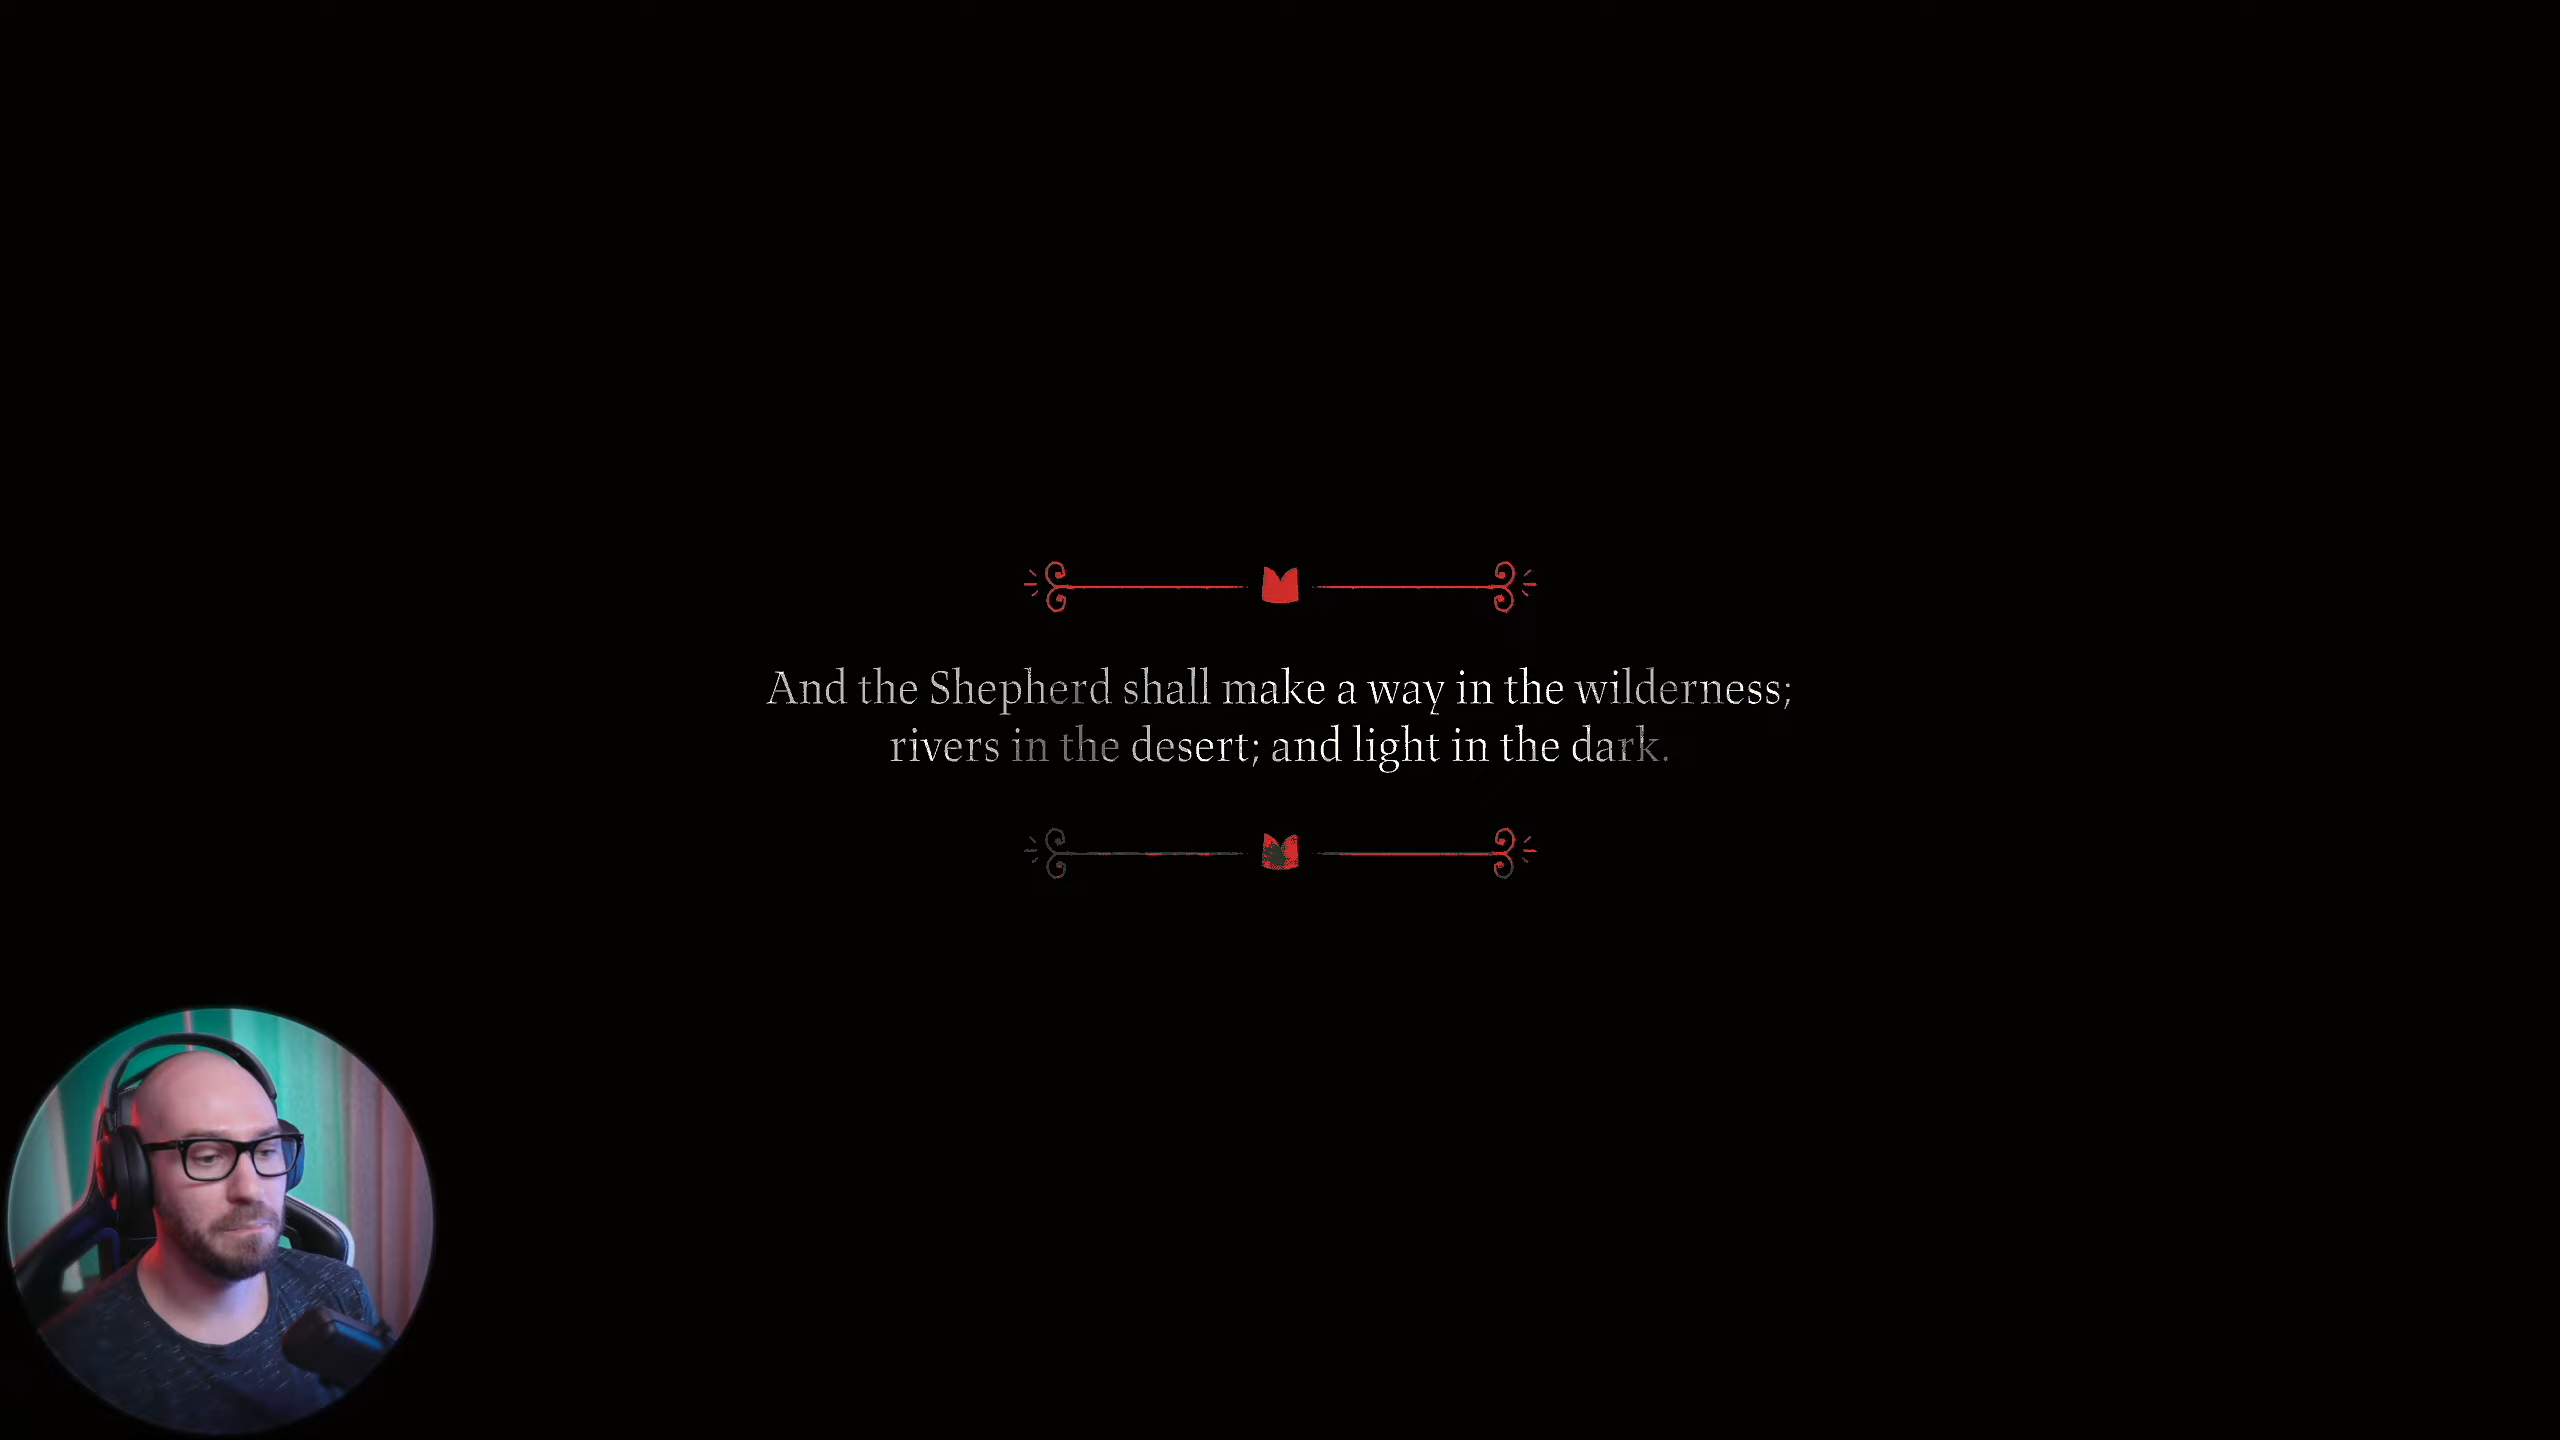 And the Shepherd shall make a way in the wilderness;
rivers in the desert; and light in the dark.